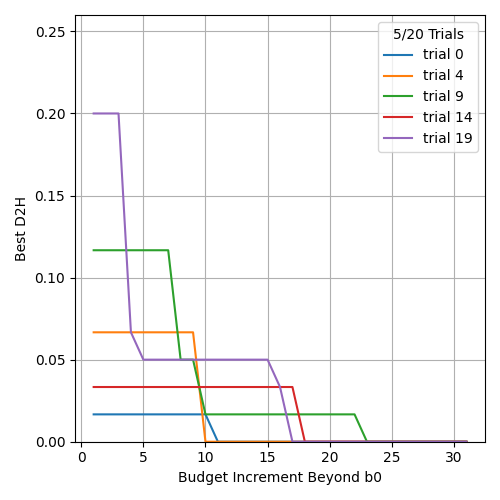 5/20 Trials
trial 0
trial 4
trial 9
trial 14
trial 19
0.25
0.20
0.15
0.10
0.05
0.00
Best D2H
0 5 10 15 20 25 30
Budget Increment Beyond b0